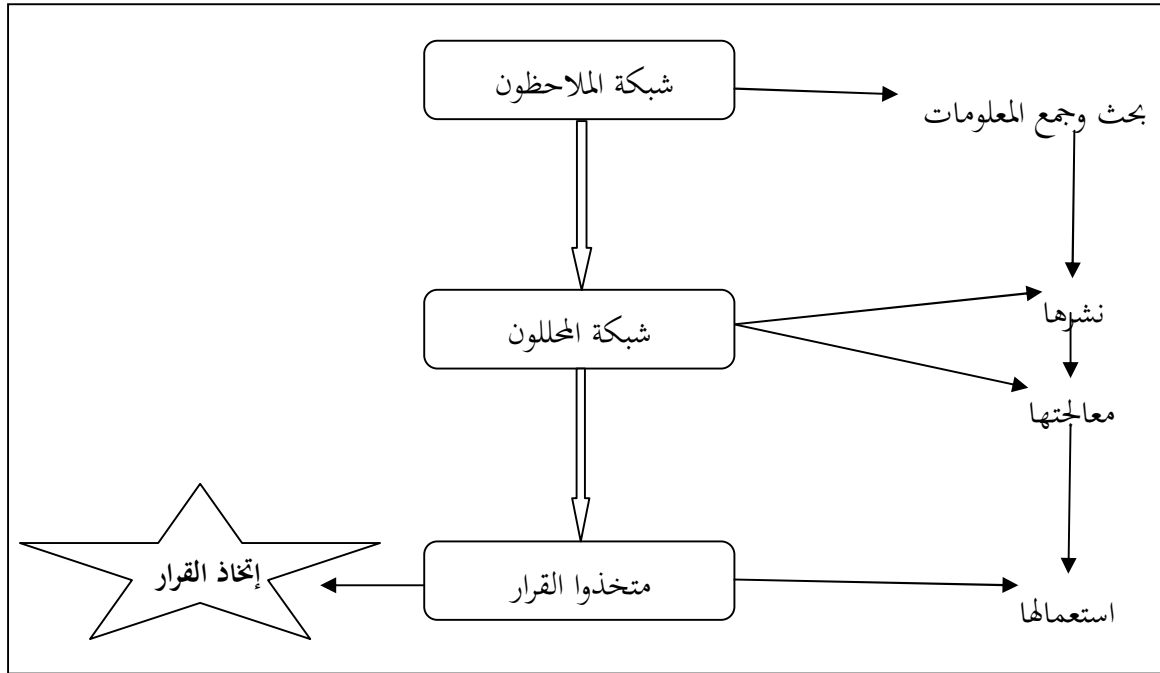 شبكة الملاحظون
بحث وجمع المعلومات
شبكة المحللون
نشرها
معالجتها
متخذوا القرار
إتخاذ القرار
استعمالها